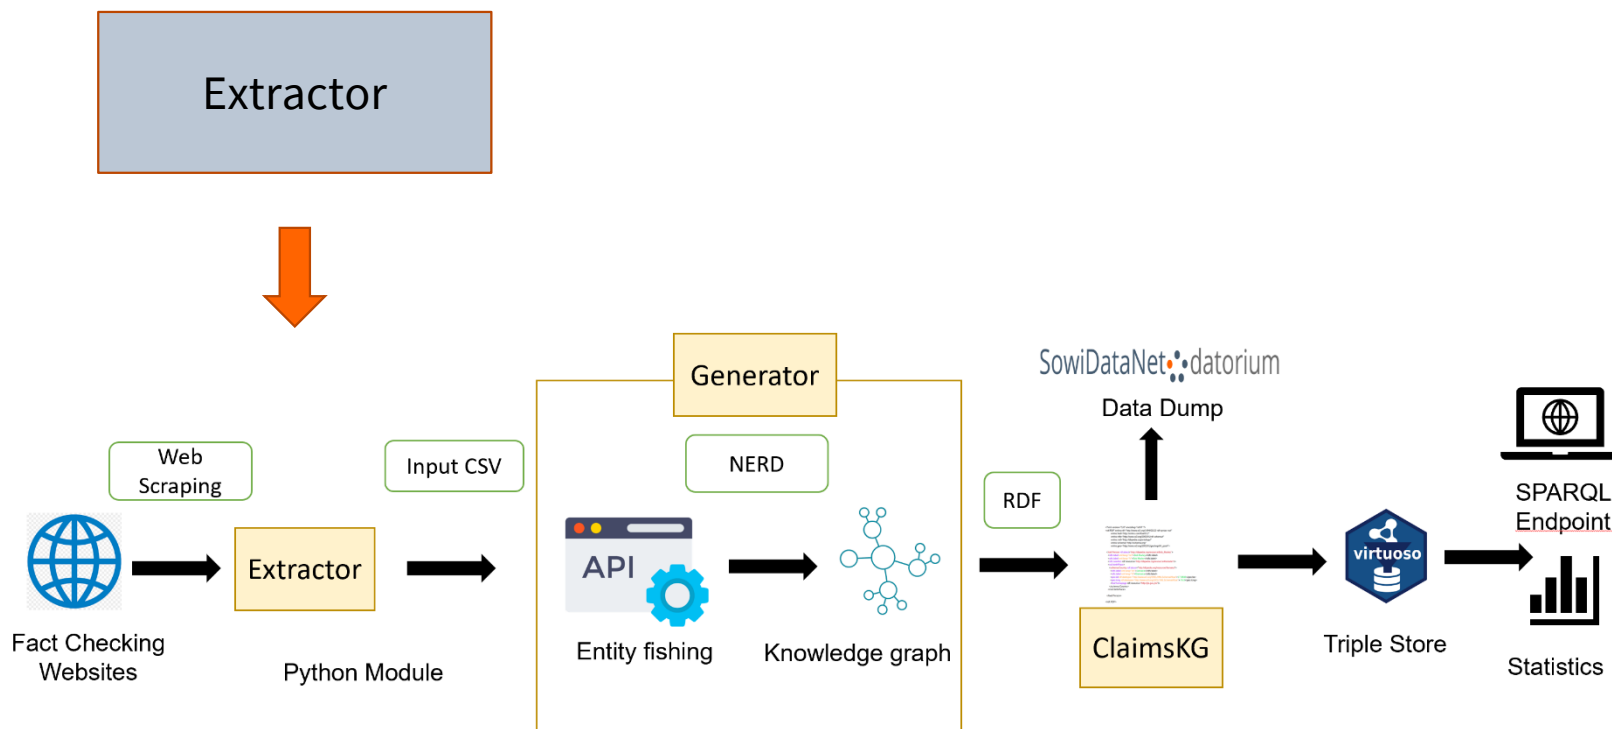 Extractor
Generator
SowiDataNet datorium
Data Dump
Web
Scraping
Input CSV
NERD
RDF
SPARQL
Endpoint
API
Extractor
virtuoso
Fact Checking
Websites
Python Module
Entity fishing
Knowledge graph
ClaimsKG
Triple Store
Statistics